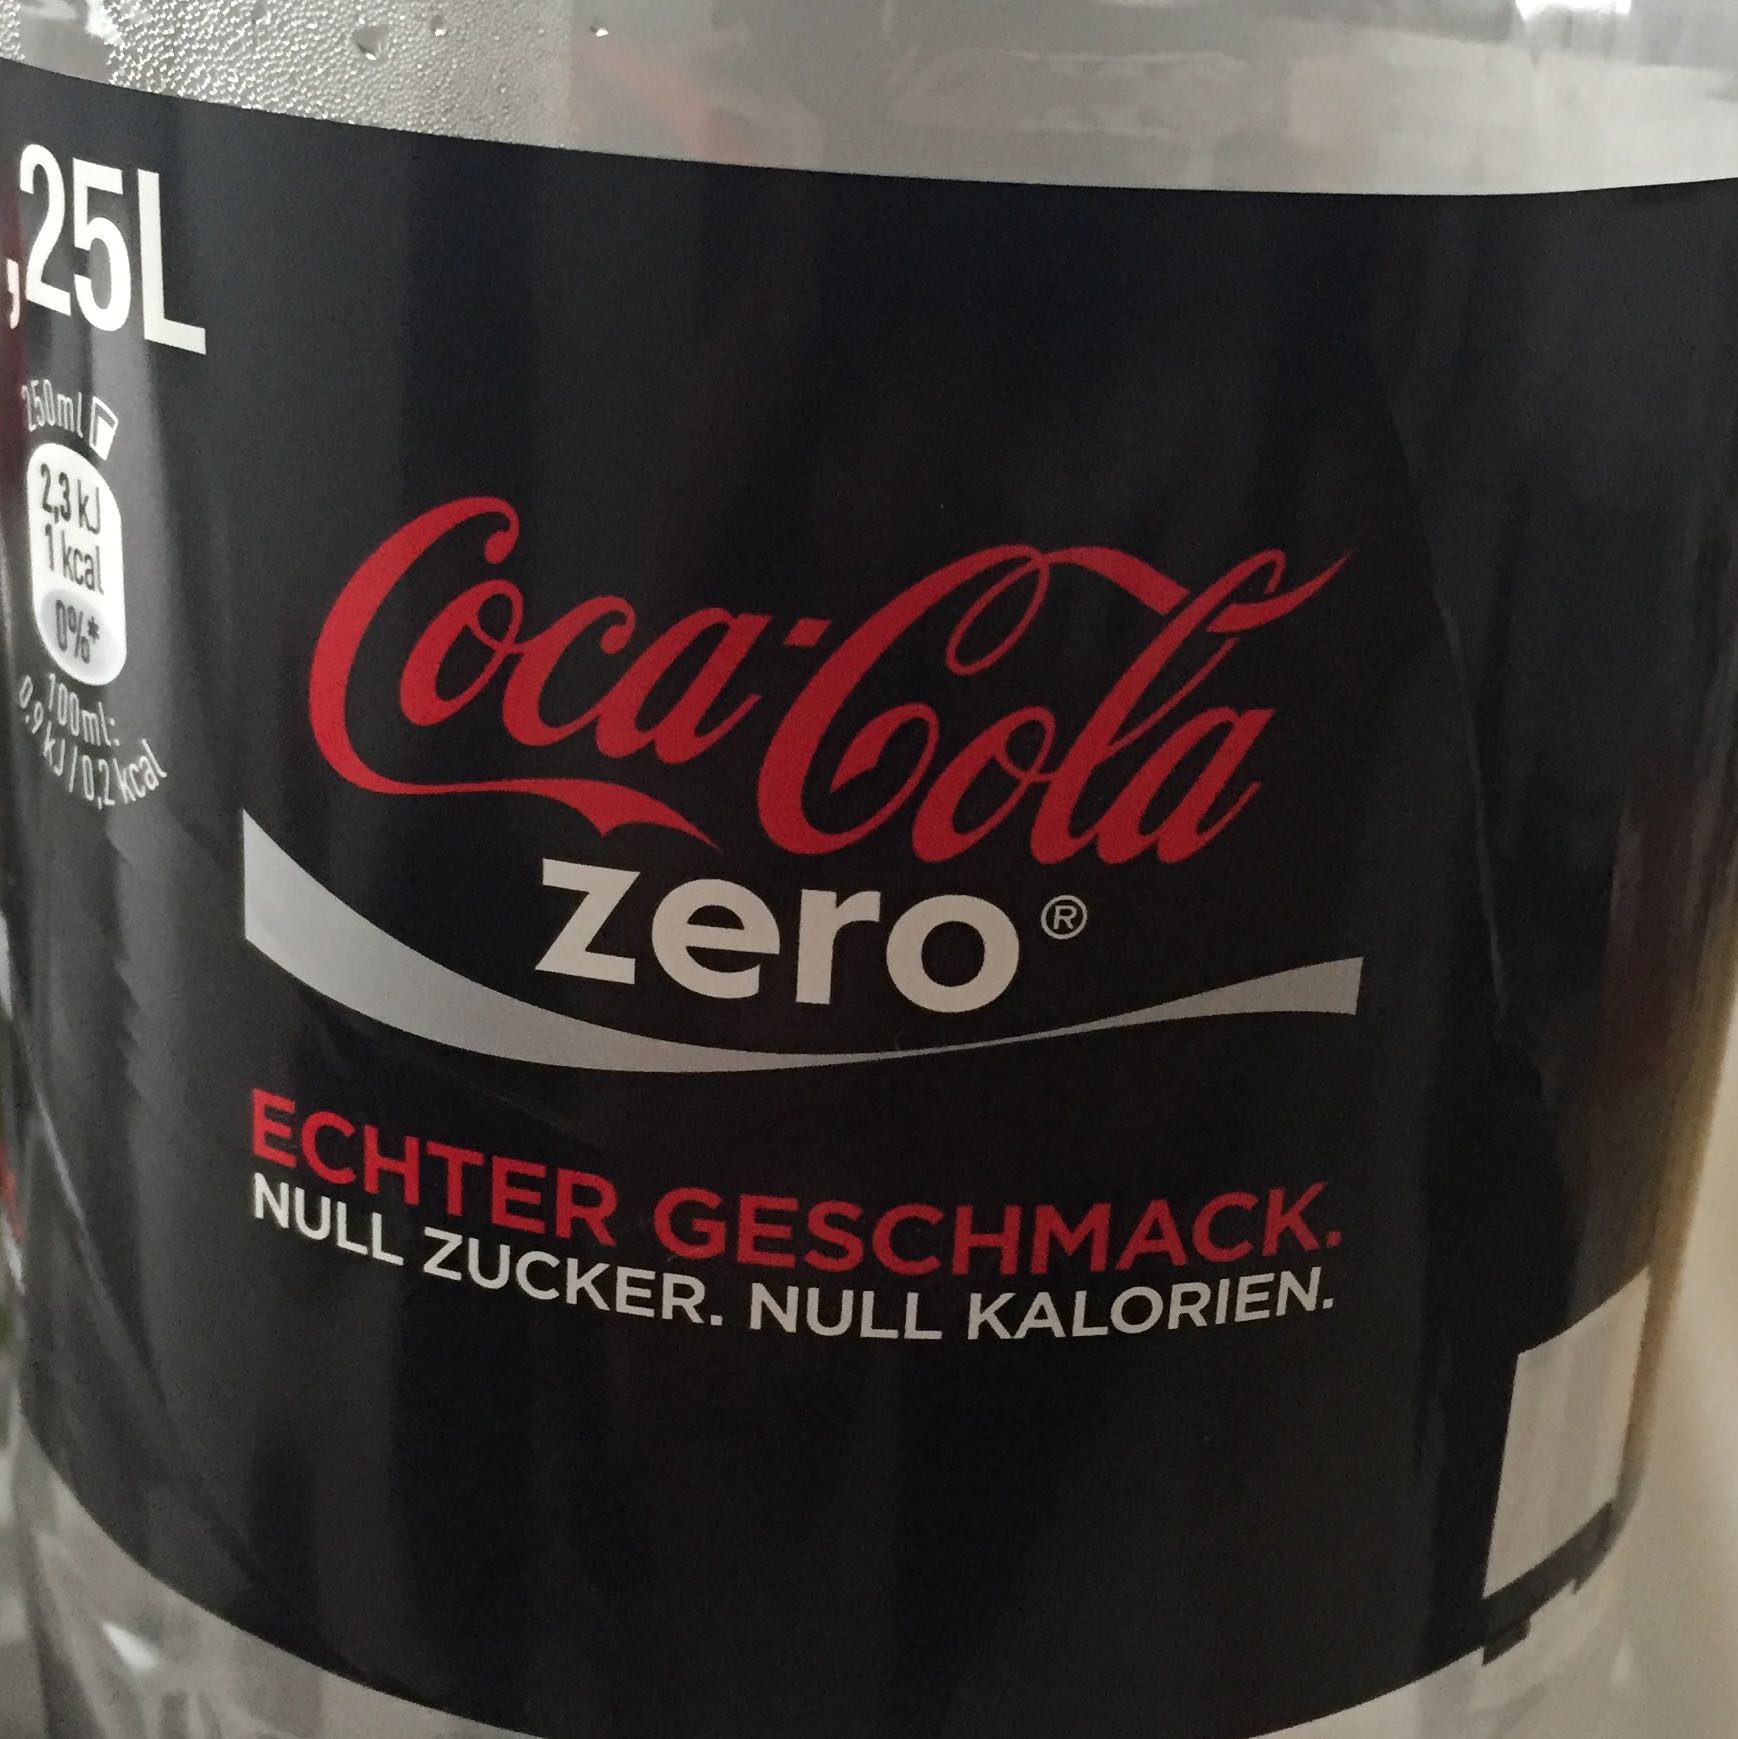 ,25L
250ml
2,3 kJ
1 kcal
0%*
100ml:
0,9 kJ/0,2 kcal
Coca-Cola
zero®
ECHTER GESCHMACK.
NULL ZUCKER. NULL KALORIEN.